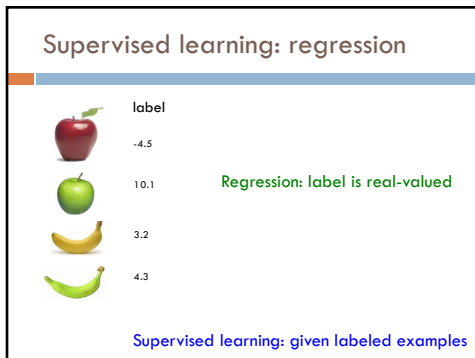 Supervised learning: regression
label
-4.5
10.1
Regression: label is real-valued
3.2
4.3
Supervised learning: given labeled examples